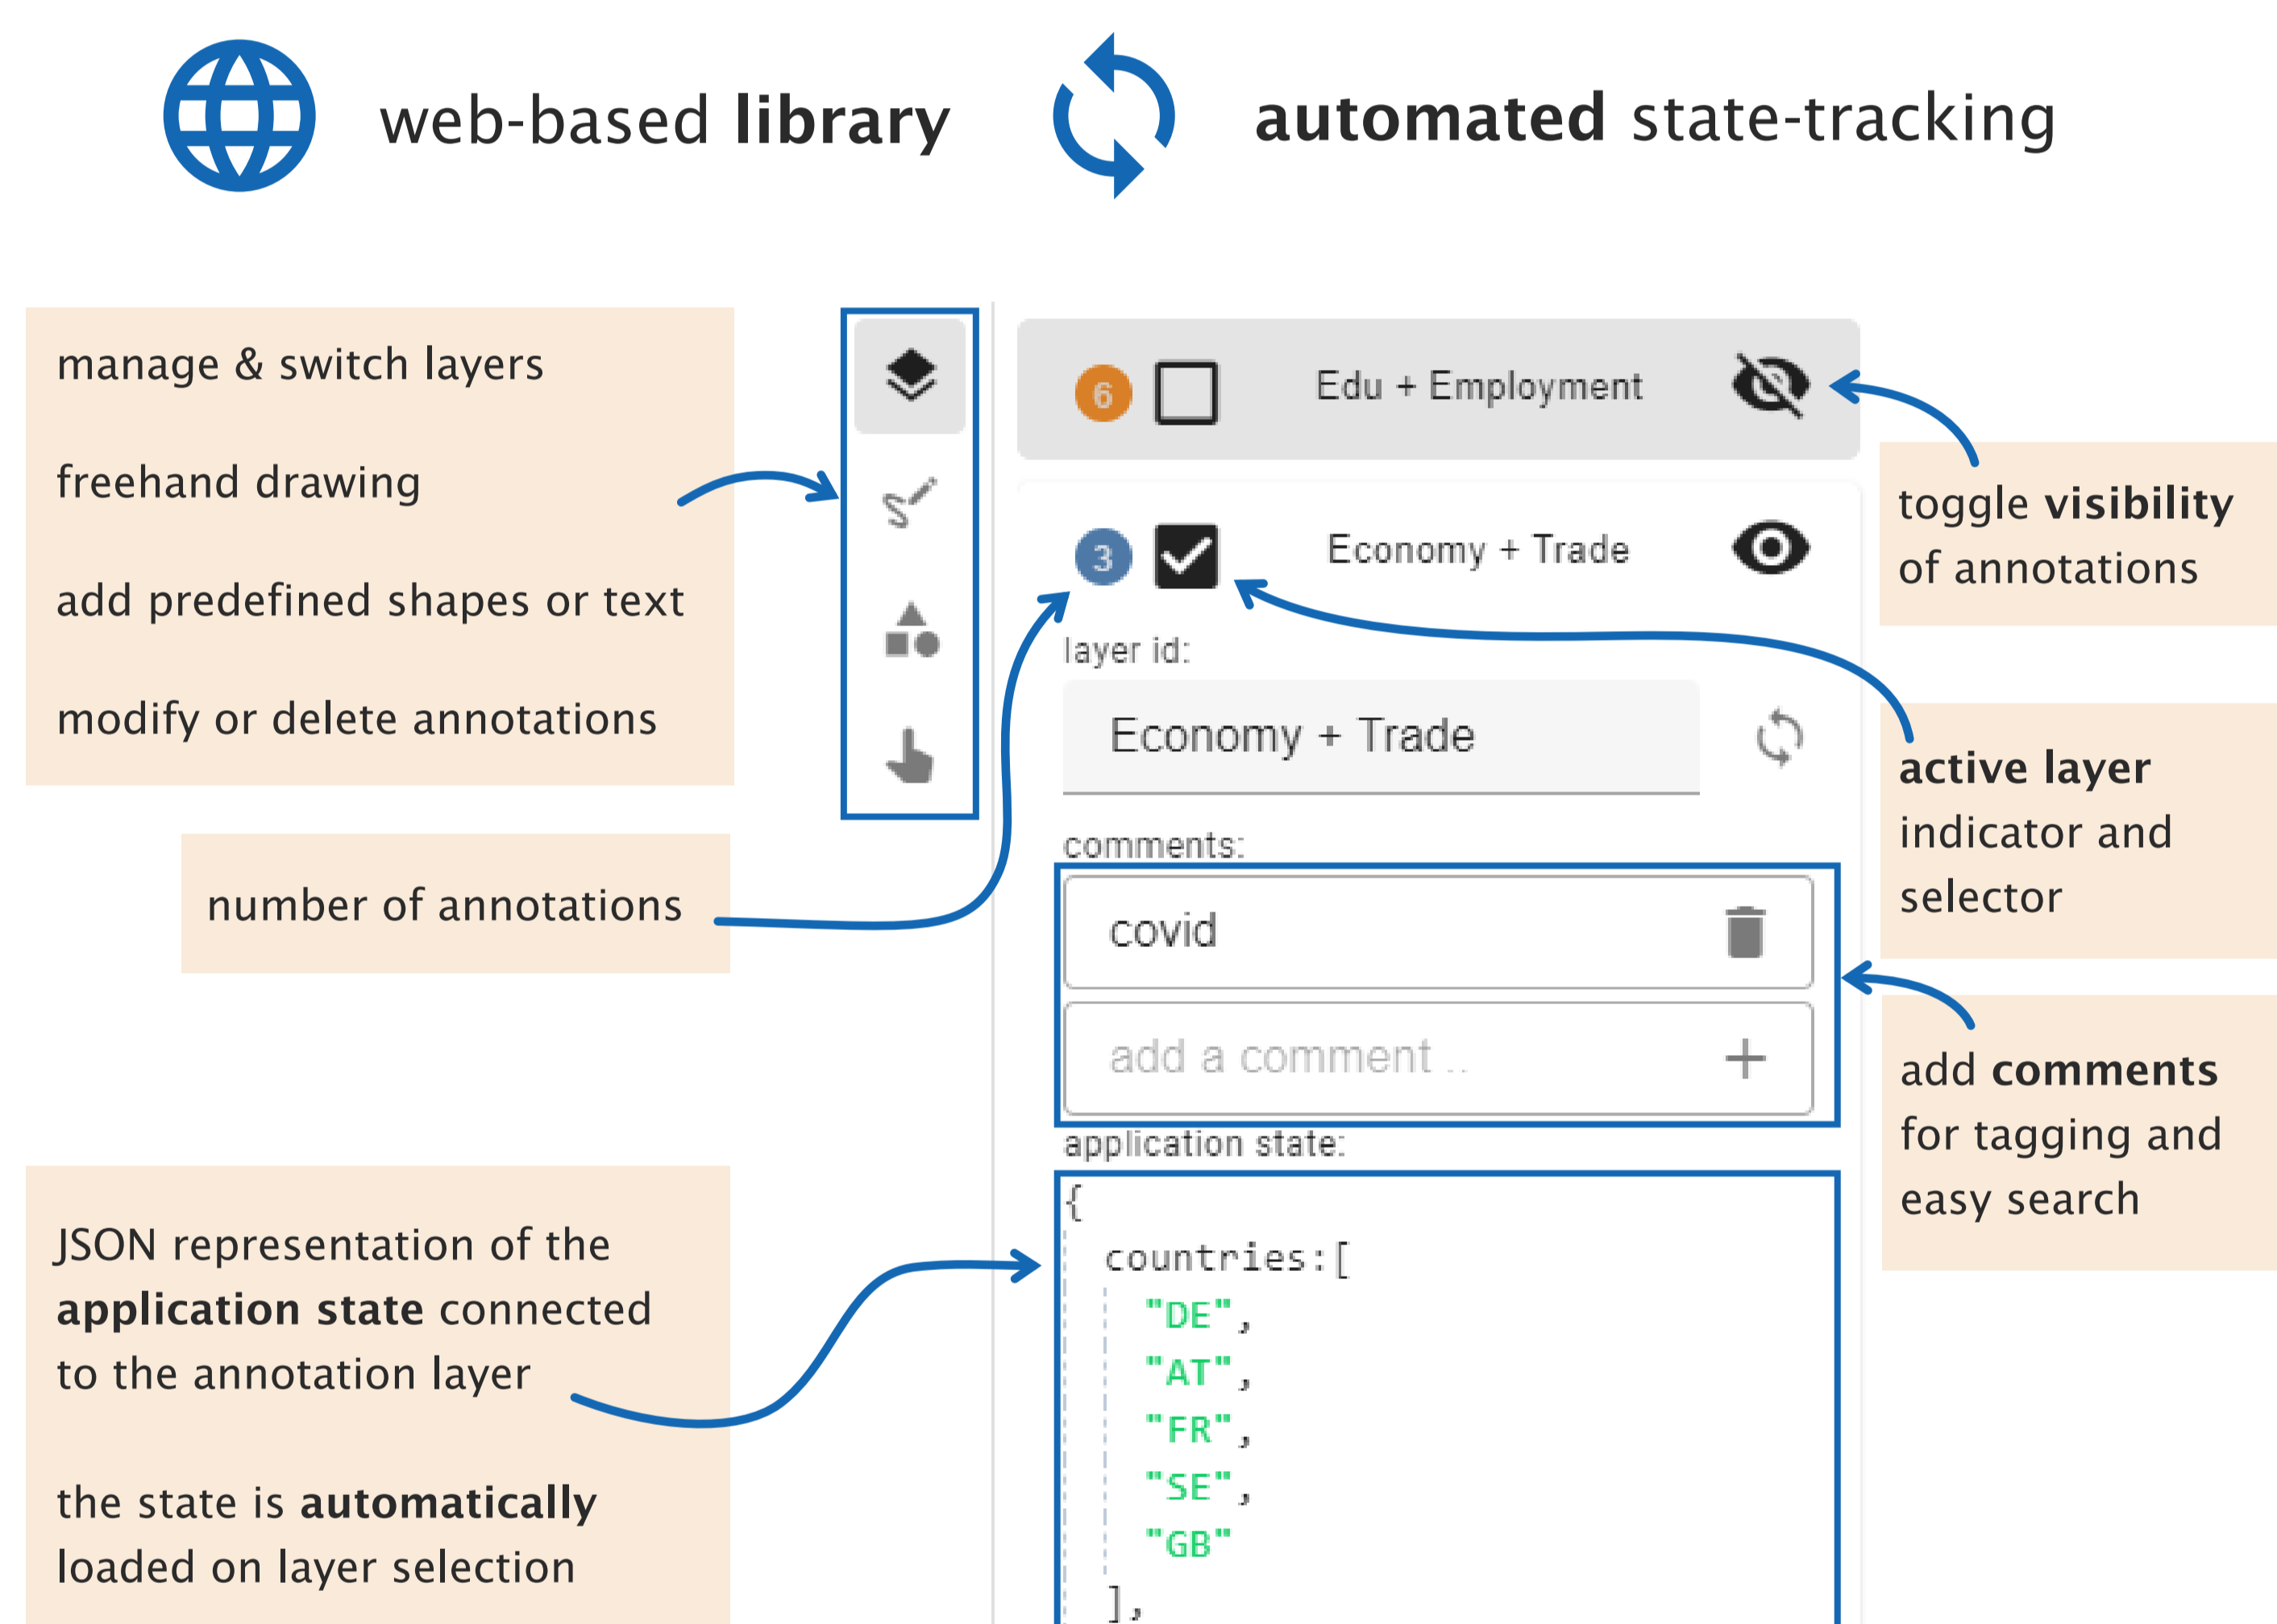 web-based library
automated state-tracking
manage & switch layers
freehand drawing
add predefined shapes or text
modify or delete annotations
number of annotations
JSON representation of the
application state connected
to the annotation layer
the state is automatically
loaded on layer selection
6
Edu + Employment
3
Economy + Trade
layer id:
Economy + Trade
comments:
covid
add a comment ..
application state:
{
countries:[
"DE",
"AT",
"FR",
"SE",
"GB"
],
toggle visibility
of annotations
active layer
indicator and
selector
add comments
for tagging and
easy search